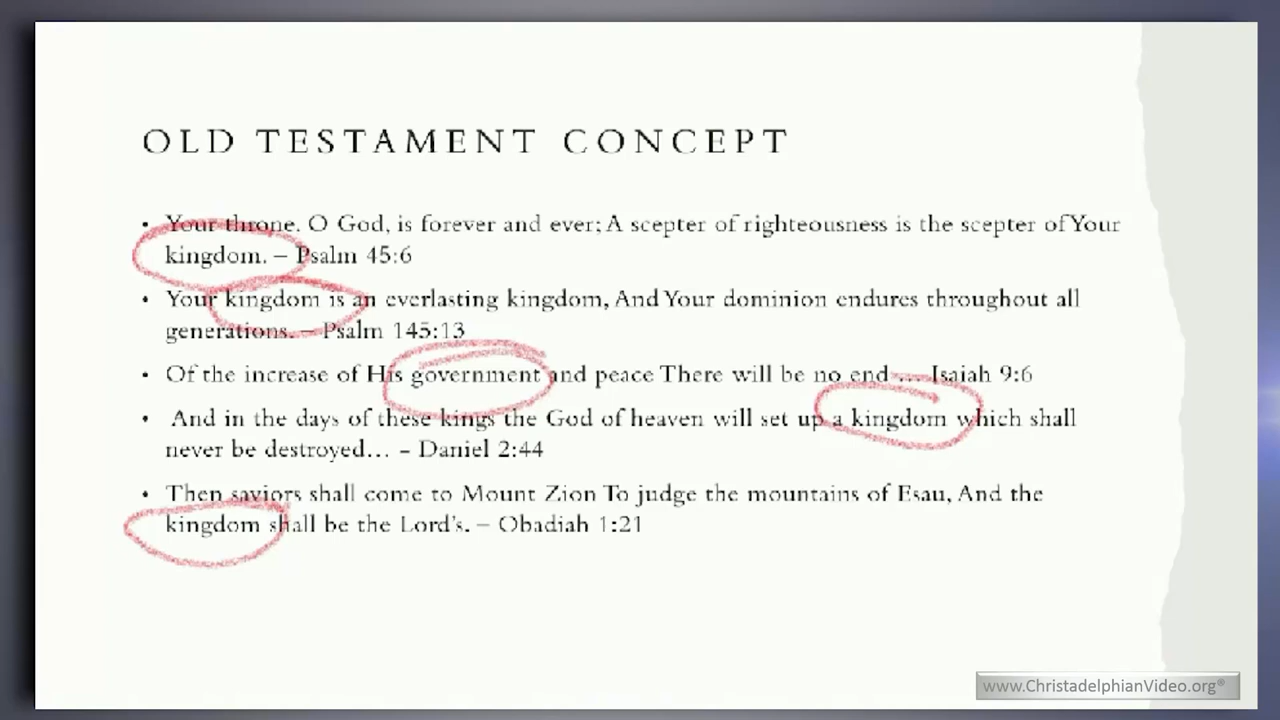 OLD TESTAMENT CONCEPT
• Your throne. O God, is forever and ever; A scepter of righteousness is the scepter of Your
kingdom. – Psalm 45:6
• Your kingdom is an everlasting kingdom, And Your dominion endures throughout all
generations. – Psalm 145:13
• Of the increase of His government and peace There will be no end … Isaiah 9:6
• And in the days of these kings the God of heaven will set up a kingdom which shall
never be destroyed… – Daniel 2:44
• Then saviors shall come to Mount Zion To judge the mountains of Esau, And the
kingdom shall be the Lord's. – Obadiah 1:21
www.ChristadelphianVideo.org®